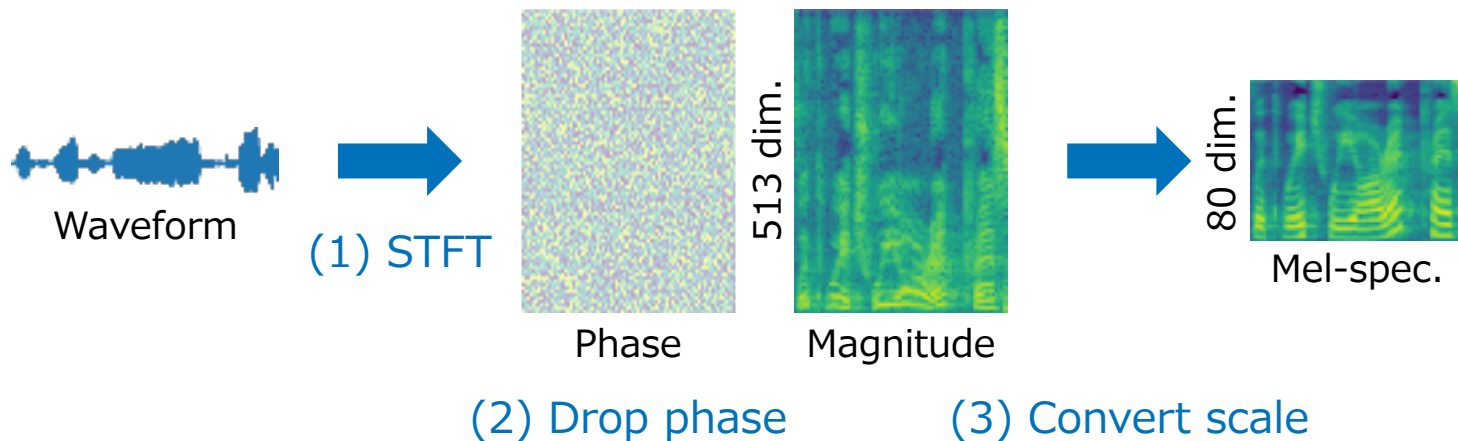 Waveform
(1) STFT
Phase
513 dim.
Magnitude
80 dim.
Mel-spec.
(2) Drop phase
(3) Convert scale